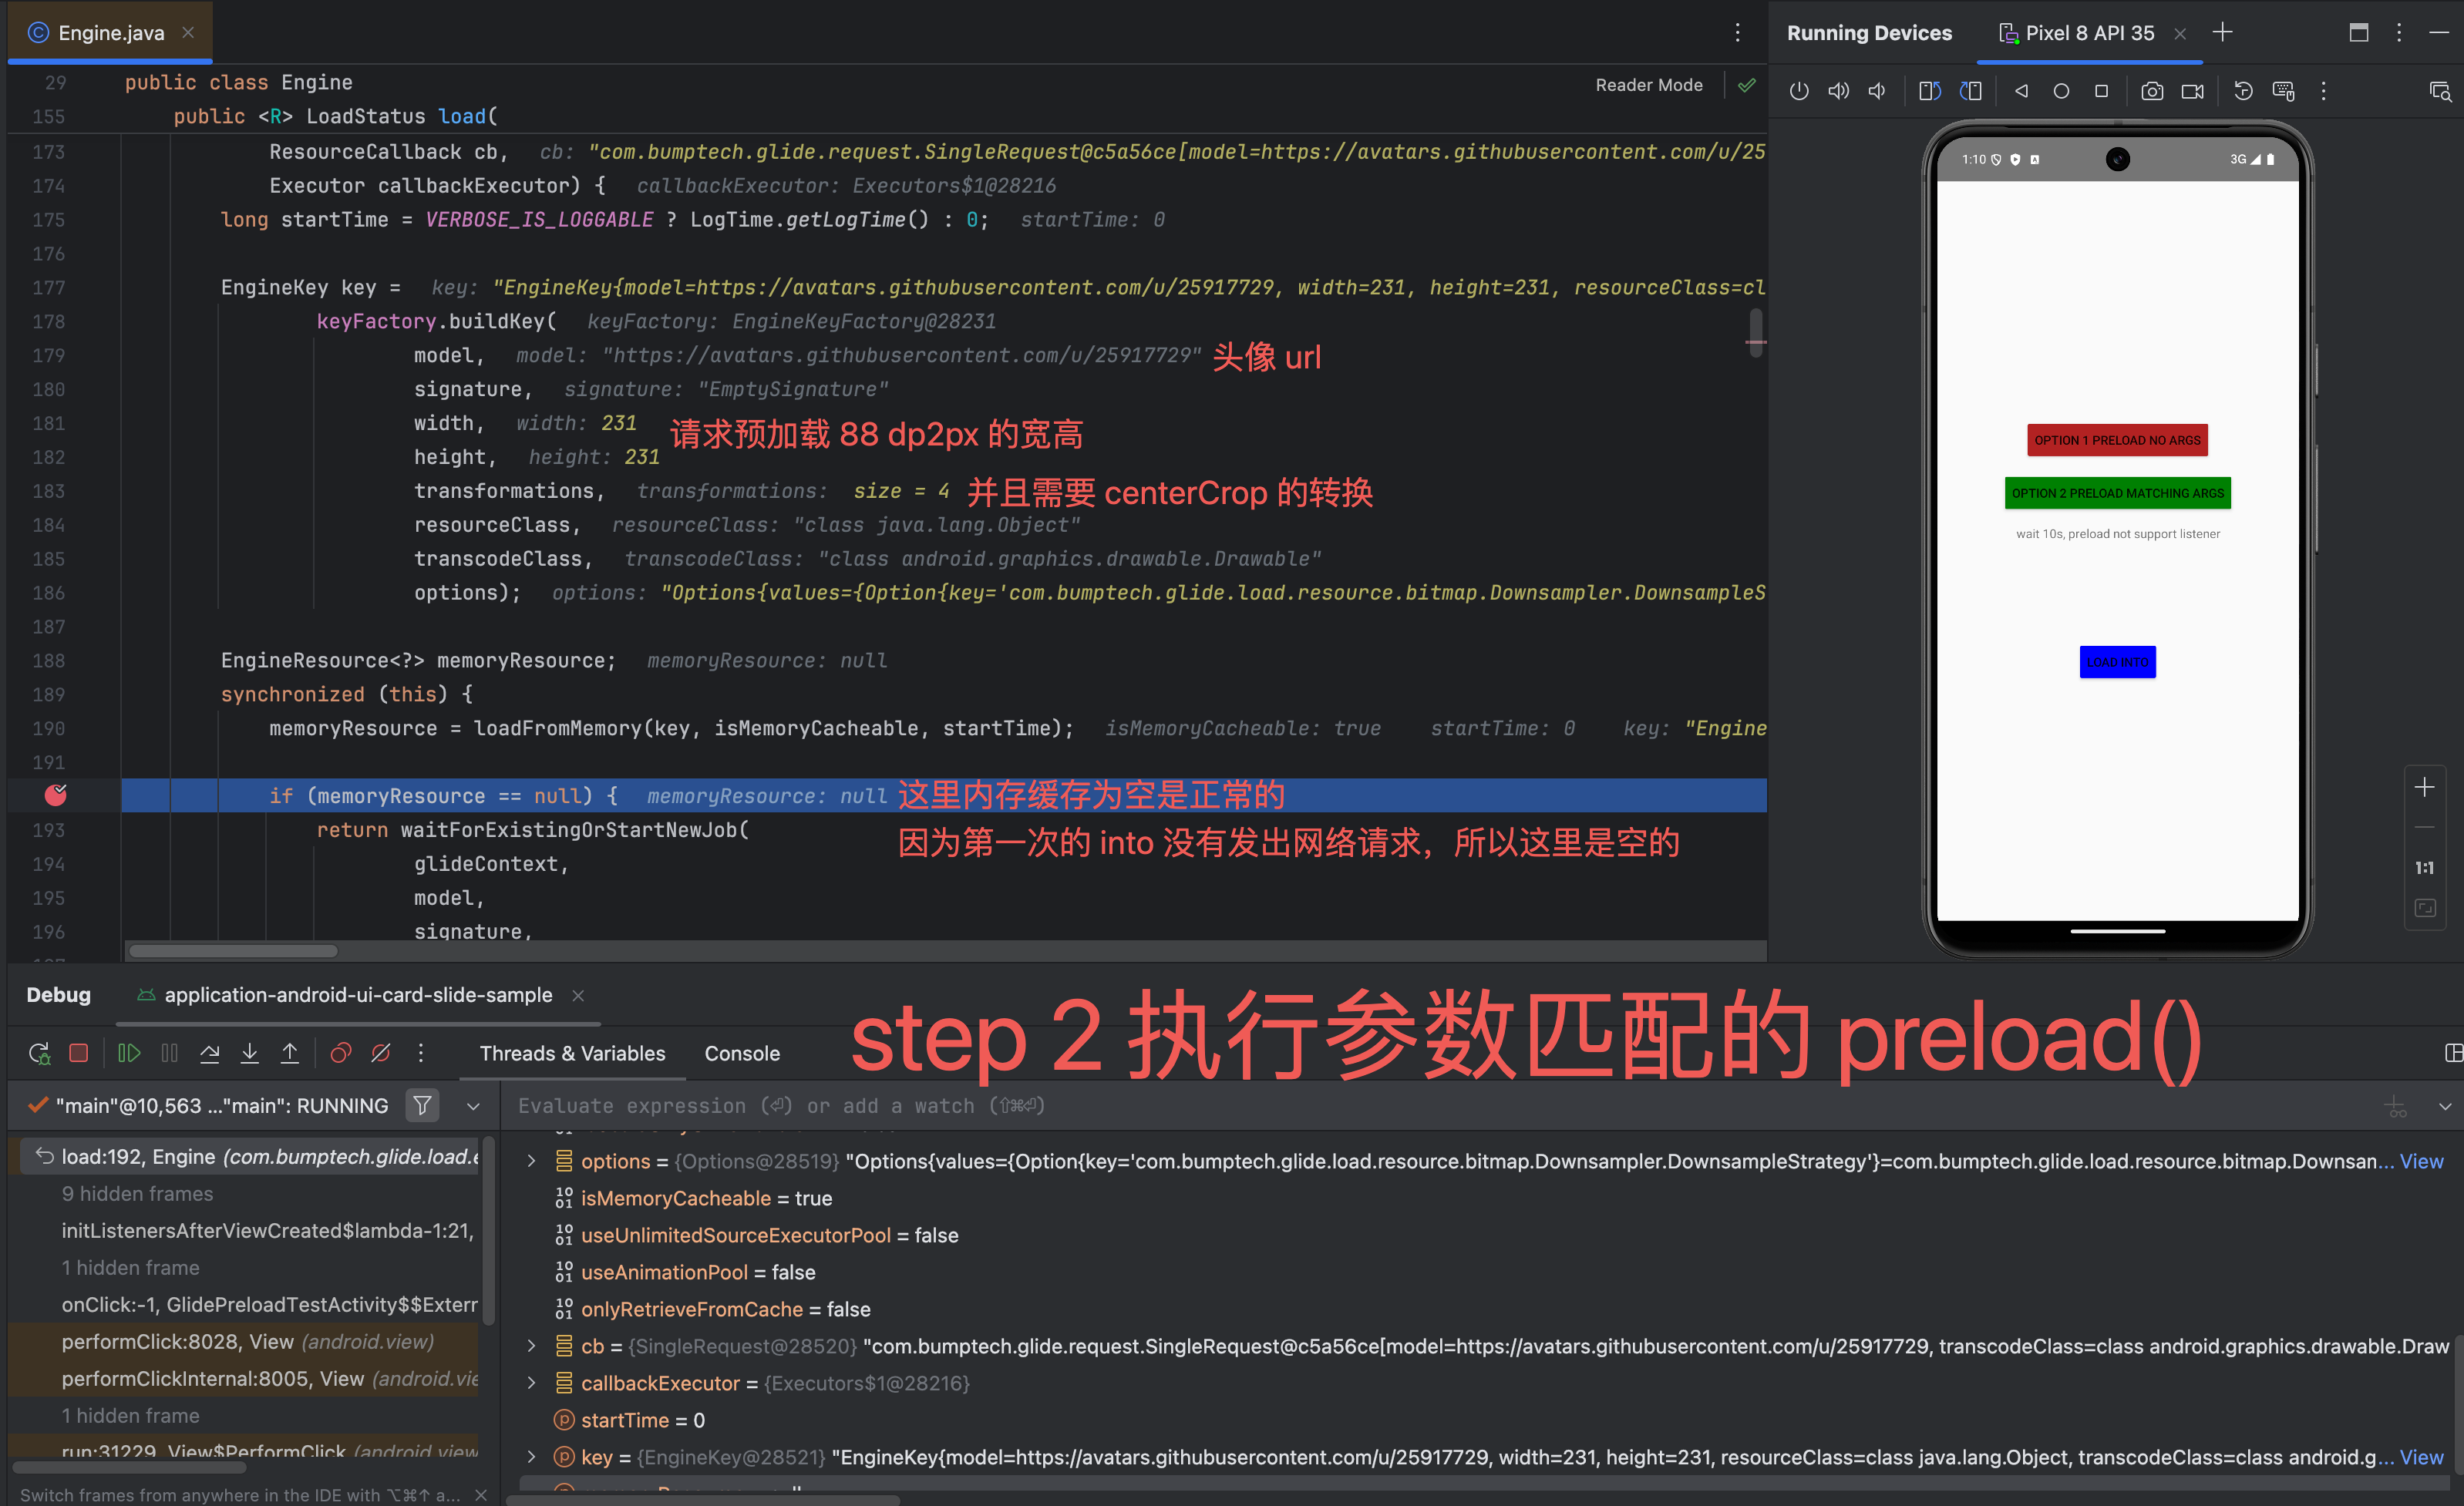 Engine.java
Running Devices
Pixel 8 API 35
29 public class Engine
Reader Mode
155 public <R> LoadStatus load(
173 ResourceCallback cb, cb: "com.bumptech.glide.request.SingleRequest@c5a56ce[model=https://avatars.githubusercontent.com/u/25
174 Executor callbackExecutor) { callbackExecutor: Executors$1@28216
175 long startTime = VERBOSE_IS_LOGGABLE ? LogTime.getLogTime() : 0; startTime: 0
176
177 EngineKey key = key: "EngineKey{model=https://avatars.githubusercontent.com/u/25917729, width=231, height=231, resourceClass=cl
178 keyFactory.buildKey( keyFactory: EngineKeyFactory@28231
179 model, model: "https://avatars.githubusercontent.com/u/25917729" 头像 url
180 signature, signature: "EmptySignature"
181 width, width: 231
请求预加载 88 dp2px 的宽高
182 height, height: 231
183 transformations, transformations: size = 4 并且需要 centerCrop 的转换
184 resourceClass, resourceClass: "class java.lang.Object"
185 transcodeClass, transcodeClass: "class android.graphics.drawable.Drawable"
186 options); options: "Options{values={Option{key='com.bumptech.glide.load.resource.bitmap.Downsampler.DownsampleS
187
188 EngineResource<?> memoryResource; memoryResource: null
189 synchronized (this) {
190 memoryResource = loadFromMemory(key, isMemoryCacheable, startTime); isMemoryCacheable: true startTime: 0 key: "Engine
191
if (memoryResource == null) { memoryResource: null 这里内存缓存为空是正常的
193 return waitForExistingOrStartNewJob(
因为第一次的 into 没有发出网络请求，所以这里是空的
194 glideContext,
195 model,
196 signature,
1:10
3G
OPTION 1 PRELOAD NO ARGS
OPTION 2 PRELOAD MATCHING ARGS
wait 10s, preload not support listener
LOAD INTO
1:1
Debug
application-android-ui-card-slide-sample
step 2 执行参数匹配的 preload()
Threads & Variables
Console
"main"@10,563 ..."main": RUNNING
Evaluate expression (⏎) or add a watch (⇧⌘⏎)
load:192, Engine (com.bumptech.glide.load.e
9 hidden frames
initListenersAfterViewCreated$lambda-1:21,
1 hidden frame
onClick:-1, GlidePreloadTestActivity$$Extern
performClick:8028, View (android.view)
performClickInternal:8005, View (android.vie
1 hidden frame
run:31229, View$PerformClick (android.view
Switch frames from anywhere in the IDE with ⌥⌘↑ a...
options = {Options@28519} "Options{values={Option{key='com.bumptech.glide.load.resource.bitmap.Downsampler.DownsampleStrategy'}=com.bumptech.glide.load.resource.bitmap.Downsan... View
isMemoryCacheable = true
useUnlimitedSourceExecutorPool = false
useAnimationPool = false
onlyRetrieveFromCache = false
cb = {SingleRequest@28520} "com.bumptech.glide.request.SingleRequest@c5a56ce[model=https://avatars.githubusercontent.com/u/25917729, transcodeClass=class android.graphics.drawable.Draw
callbackExecutor = {Executors$1@28216}
startTime = 0
key = {EngineKey@28521} "EngineKey{model=https://avatars.githubusercontent.com/u/25917729, width=231, height=231, resourceClass=class java.lang.Object, transcodeClass=class android.g... View